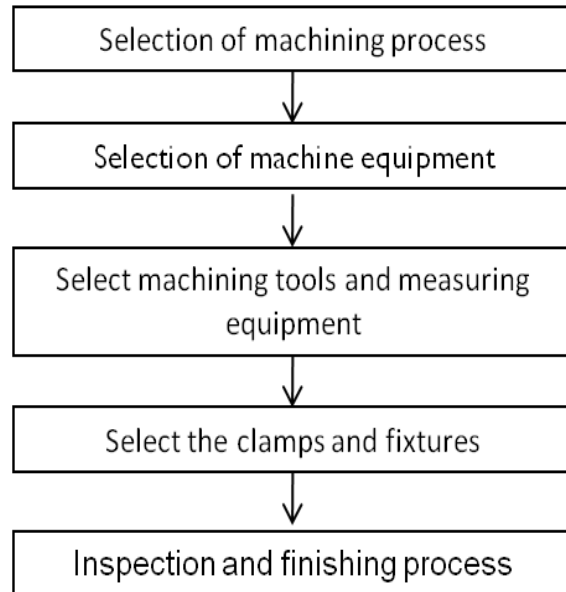 Selection of machining process
Selection of machine equipment
Select machining tools and measuring
equipment
Select the clamps and fixtures
Inspection and finishing process